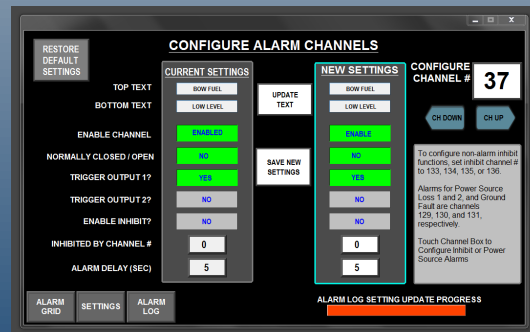 RESTORE
DEFAULT
SETTINGS
CONFIGURE ALARM CHANNELS
CURRENT SETTINGS
NEW SETTINGS
CONFIGURE
CHANNEL #
37
TOP TEXT
BOW FUEL
UPDATE
TEXT
BOW FUEL
BOTTOM TEXT
LOW LEVEL
LOW LEVEL
CH DOWN
CH UP
ENABLE CHANNEL
ENABLED
ENABLE
NORMALLY CLOSED / OPEN
NO
SAVE NEW
SETTINGS
NO
TRIGGER OUTPUT 1?
YES
YES
TRIGGER OUTPUT 2?
NO
NO
ENABLE INHIBIT?
NO
NO
INHIBITED BY CHANNEL #
0
0
ALARM DELAY (SEC)
5
5
To configure non-alarm inhibit
functions, set inhibit channel #
to 133, 134, 135, or 136.
Alarms for Power Source
Loss 1 and 2, and Ground
Fault are channels
129, 130, and 131,
respectively.
Touch Channel Box to
Configure Inhibit or Power
Source Alarms
ALARM
GRID
SETTINGS
ALARM
LOG
ALARM LOG SETTING UPDATE PROGRESS